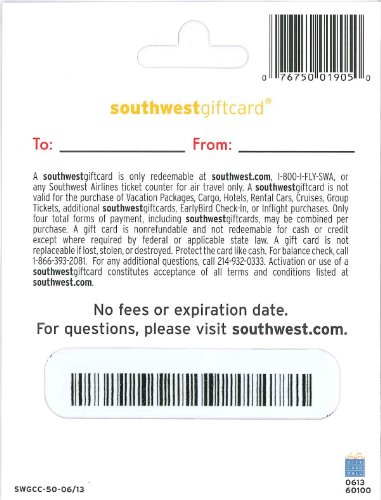 0 76750 01905 0
southwestgiftcard®
To: From:
A southwestgiftcard is only redeemable at southwest.com, 1-800-I-FLY-SWA, or
any Southwest Airlines ticket counter for air travel only. A southwestgiftcard is not
valid for the purchase of Vacation Packages, Cargo, Hotels, Rental Cars, Cruises, Group
Tickets, additional southwestgiftcards, EarlyBird Check-In, or Inflight purchases. Only
four total forms of payment, including southwestgiftcards, may be combined per
purchase. A gift card is nonrefundable and not redeemable for cash or credit
except where required by federal or applicable state law. A gift card is not
replaceable if lost, stolen, or destroyed. Protect the card like cash. For balance check, call
1-866-393-2081. For any additional questions, call 214-932-0333. Activation or use of a
southwestgiftcard constitutes acceptance of all terms and conditions listed at
southwest.com.
No fees or expiration date.
For questions, please visit southwest.com.
SWGCC-50-06/13
GIFT
CARD
MALL
0613
60100